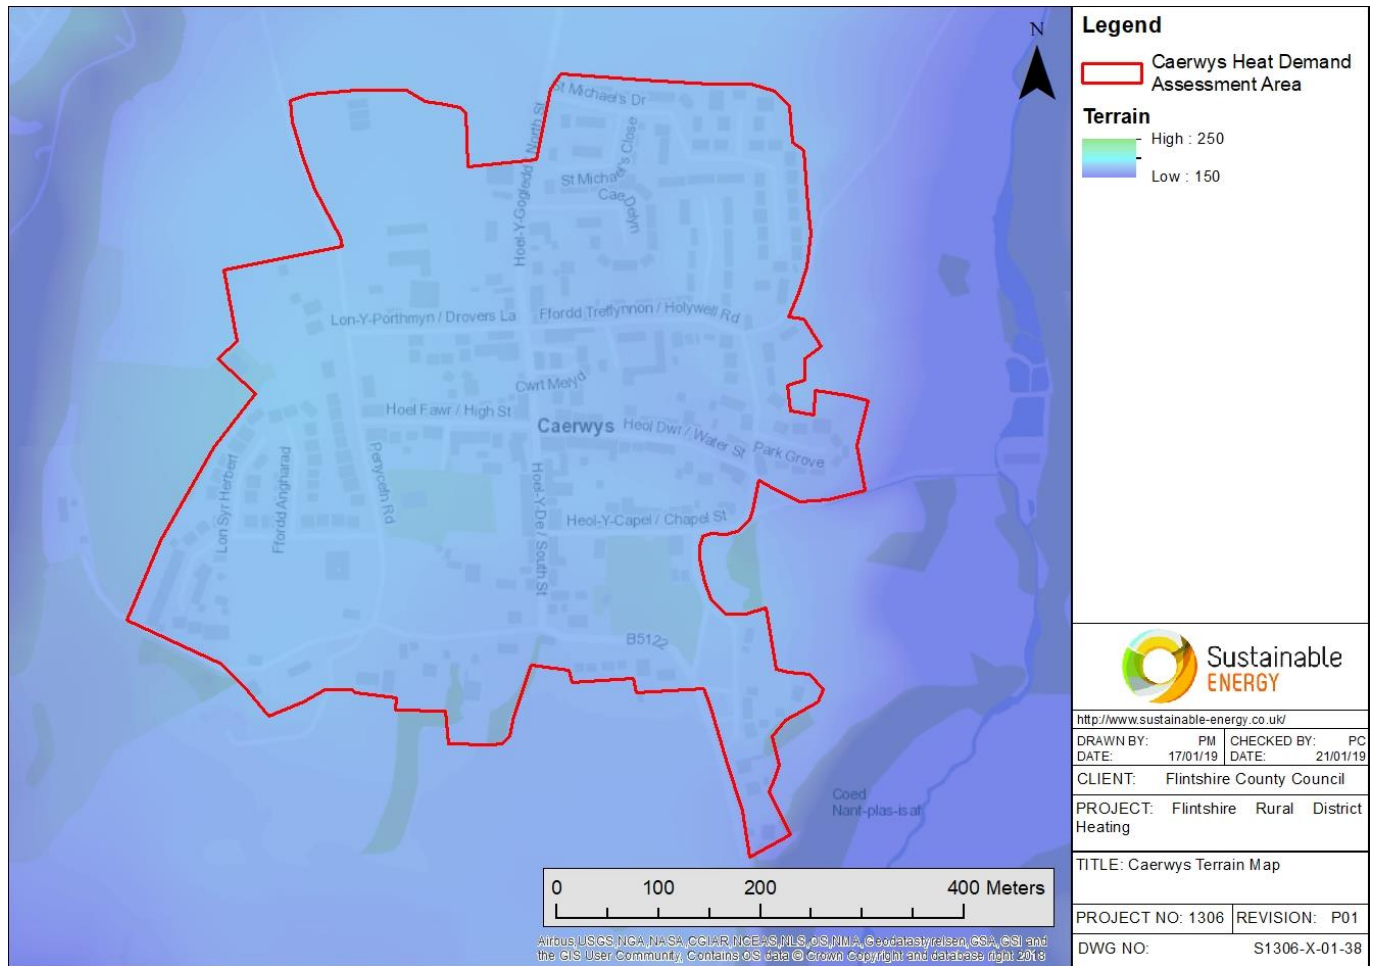 N
St Michael's Dr
Hoel-Y-Gogledd / North St
St Michael's Close
Cae Delyn
Lon-Y-Porthmyn / Drovers La
Ffordd Treffynnon / Holywell Rd
Cwrt Melyd
Hoel Fawr / High St
Caerwys
Heol Dwr / Water St
Park Grove
Lon Syr Herbert
Ffordd Angharad
Penycefn Rd
Hoel-Y-De / South St
Heol-Y-Capel / Chapel St
B5122
Coed
Nant-plas-isaf
0 100 200 400 Meters
Airbus,USGS,NGA,NASA,CGIAR,NCEAS,NLS,OS,NMA,Geodatastyrelsen,GSA,GSI and
the GIS User Community, Contains OS data © Crown Copyright and database right 2018
Legend
Caerwys Heat Demand
Assessment Area
Terrain
High : 250
Low : 150
Sustainable
ENERGY
http://www.sustainable-energy.co.uk/
DRAWN BY: PM CHECKED BY: PC
DATE: 17/01/19 DATE: 21/01/19
CLIENT: Flintshire County Council
PROJECT: Flintshire Rural District
Heating
TITLE: Caerwys Terrain Map
PROJECT NO: 1306 REVISION: P01
DWG NO: S1306-X-01-38